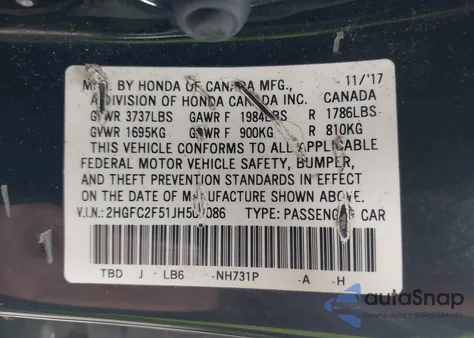 MFD. BY HONDA OF CANADA MFG., 11/'17
A DIVISION OF HONDA CANADA INC. CANADA
GVWR 3737LBS GAWR F 1984LBS R 1786LBS
GVWR 1695KG GAWR F 900KG R 810KG
THIS VEHICLE CONFORMS TO ALL APPLICABLE
FEDERAL MOTOR VEHICLE SAFETY, BUMPER,
AND THEFT PREVENTION STANDARDS IN EFFECT
ON THE DATE OF MANUFACTURE SHOWN ABOVE.
V.I.N.: TYPE: PASSENGER CAR
TBD J LB6 NH731P A H
autoSnap